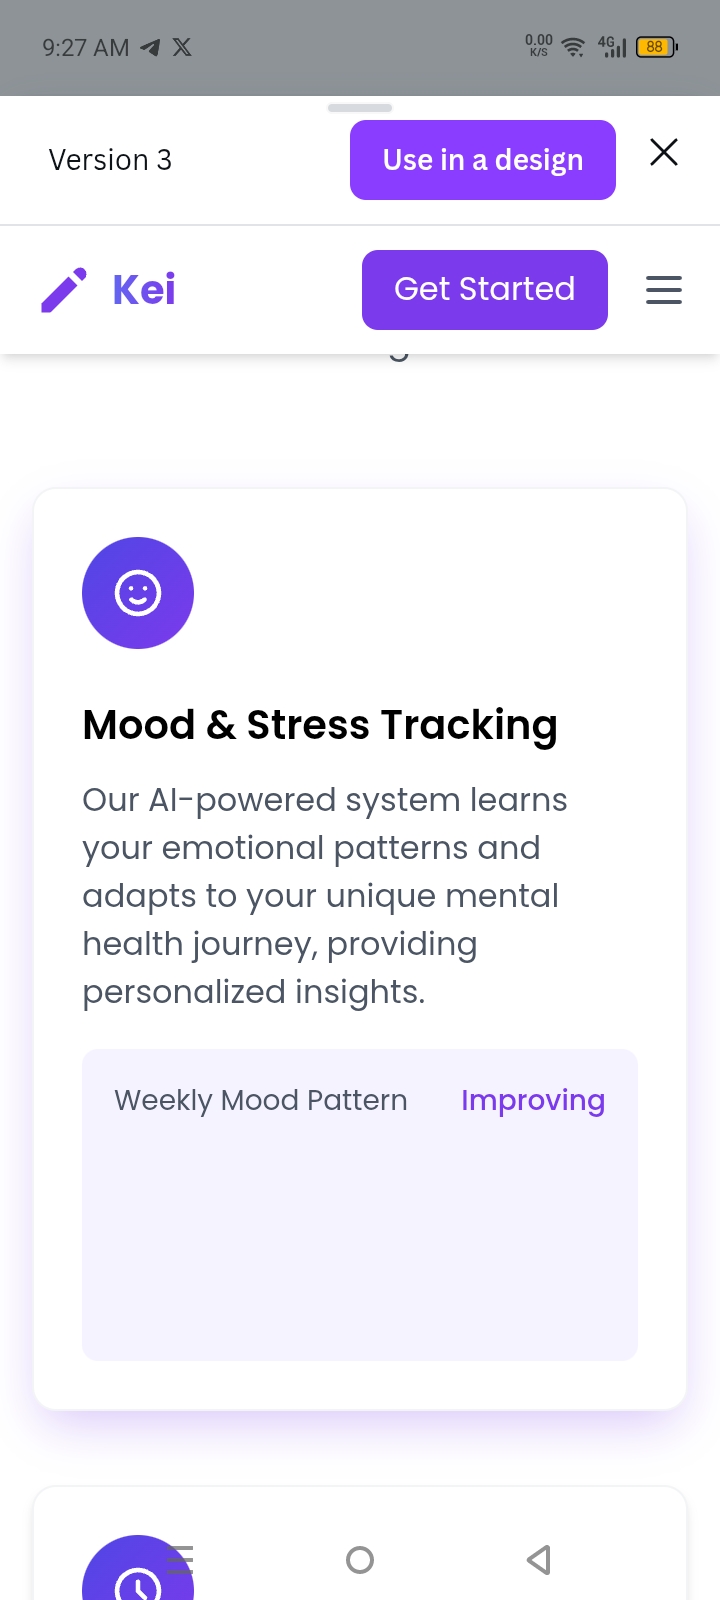 9:27 AM
0.00
K/S
4G
88
Version 3
Use in a design
Kei
Get Started
Mood & Stress Tracking
Our AI-powered system learns
your emotional patterns and
adapts to your unique mental
health journey, providing
personalized insights.
Weekly Mood Pattern
Improving